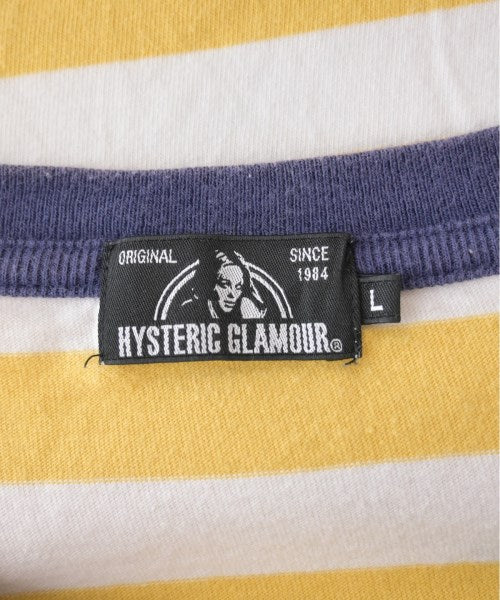 ORIGINAL
SINCE
1984
HYSTERIC GLAMOUR®
L